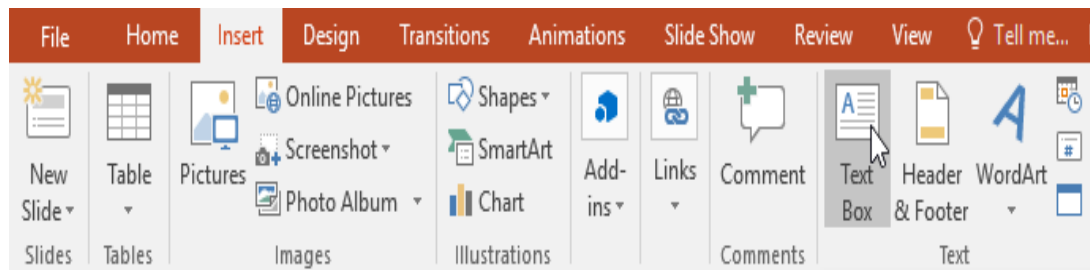 File Home Insert Design Transitions Animations Slide Show Review View Tell me...
New
Slide
Table
Pictures
Online Pictures
Screenshot
Photo Album
Shapes
SmartArt
Chart
Add-
ins
Links
Comment
Text
Box
Header
& Footer
WordArt
#
Slides Tables Images Illustrations Comments Text